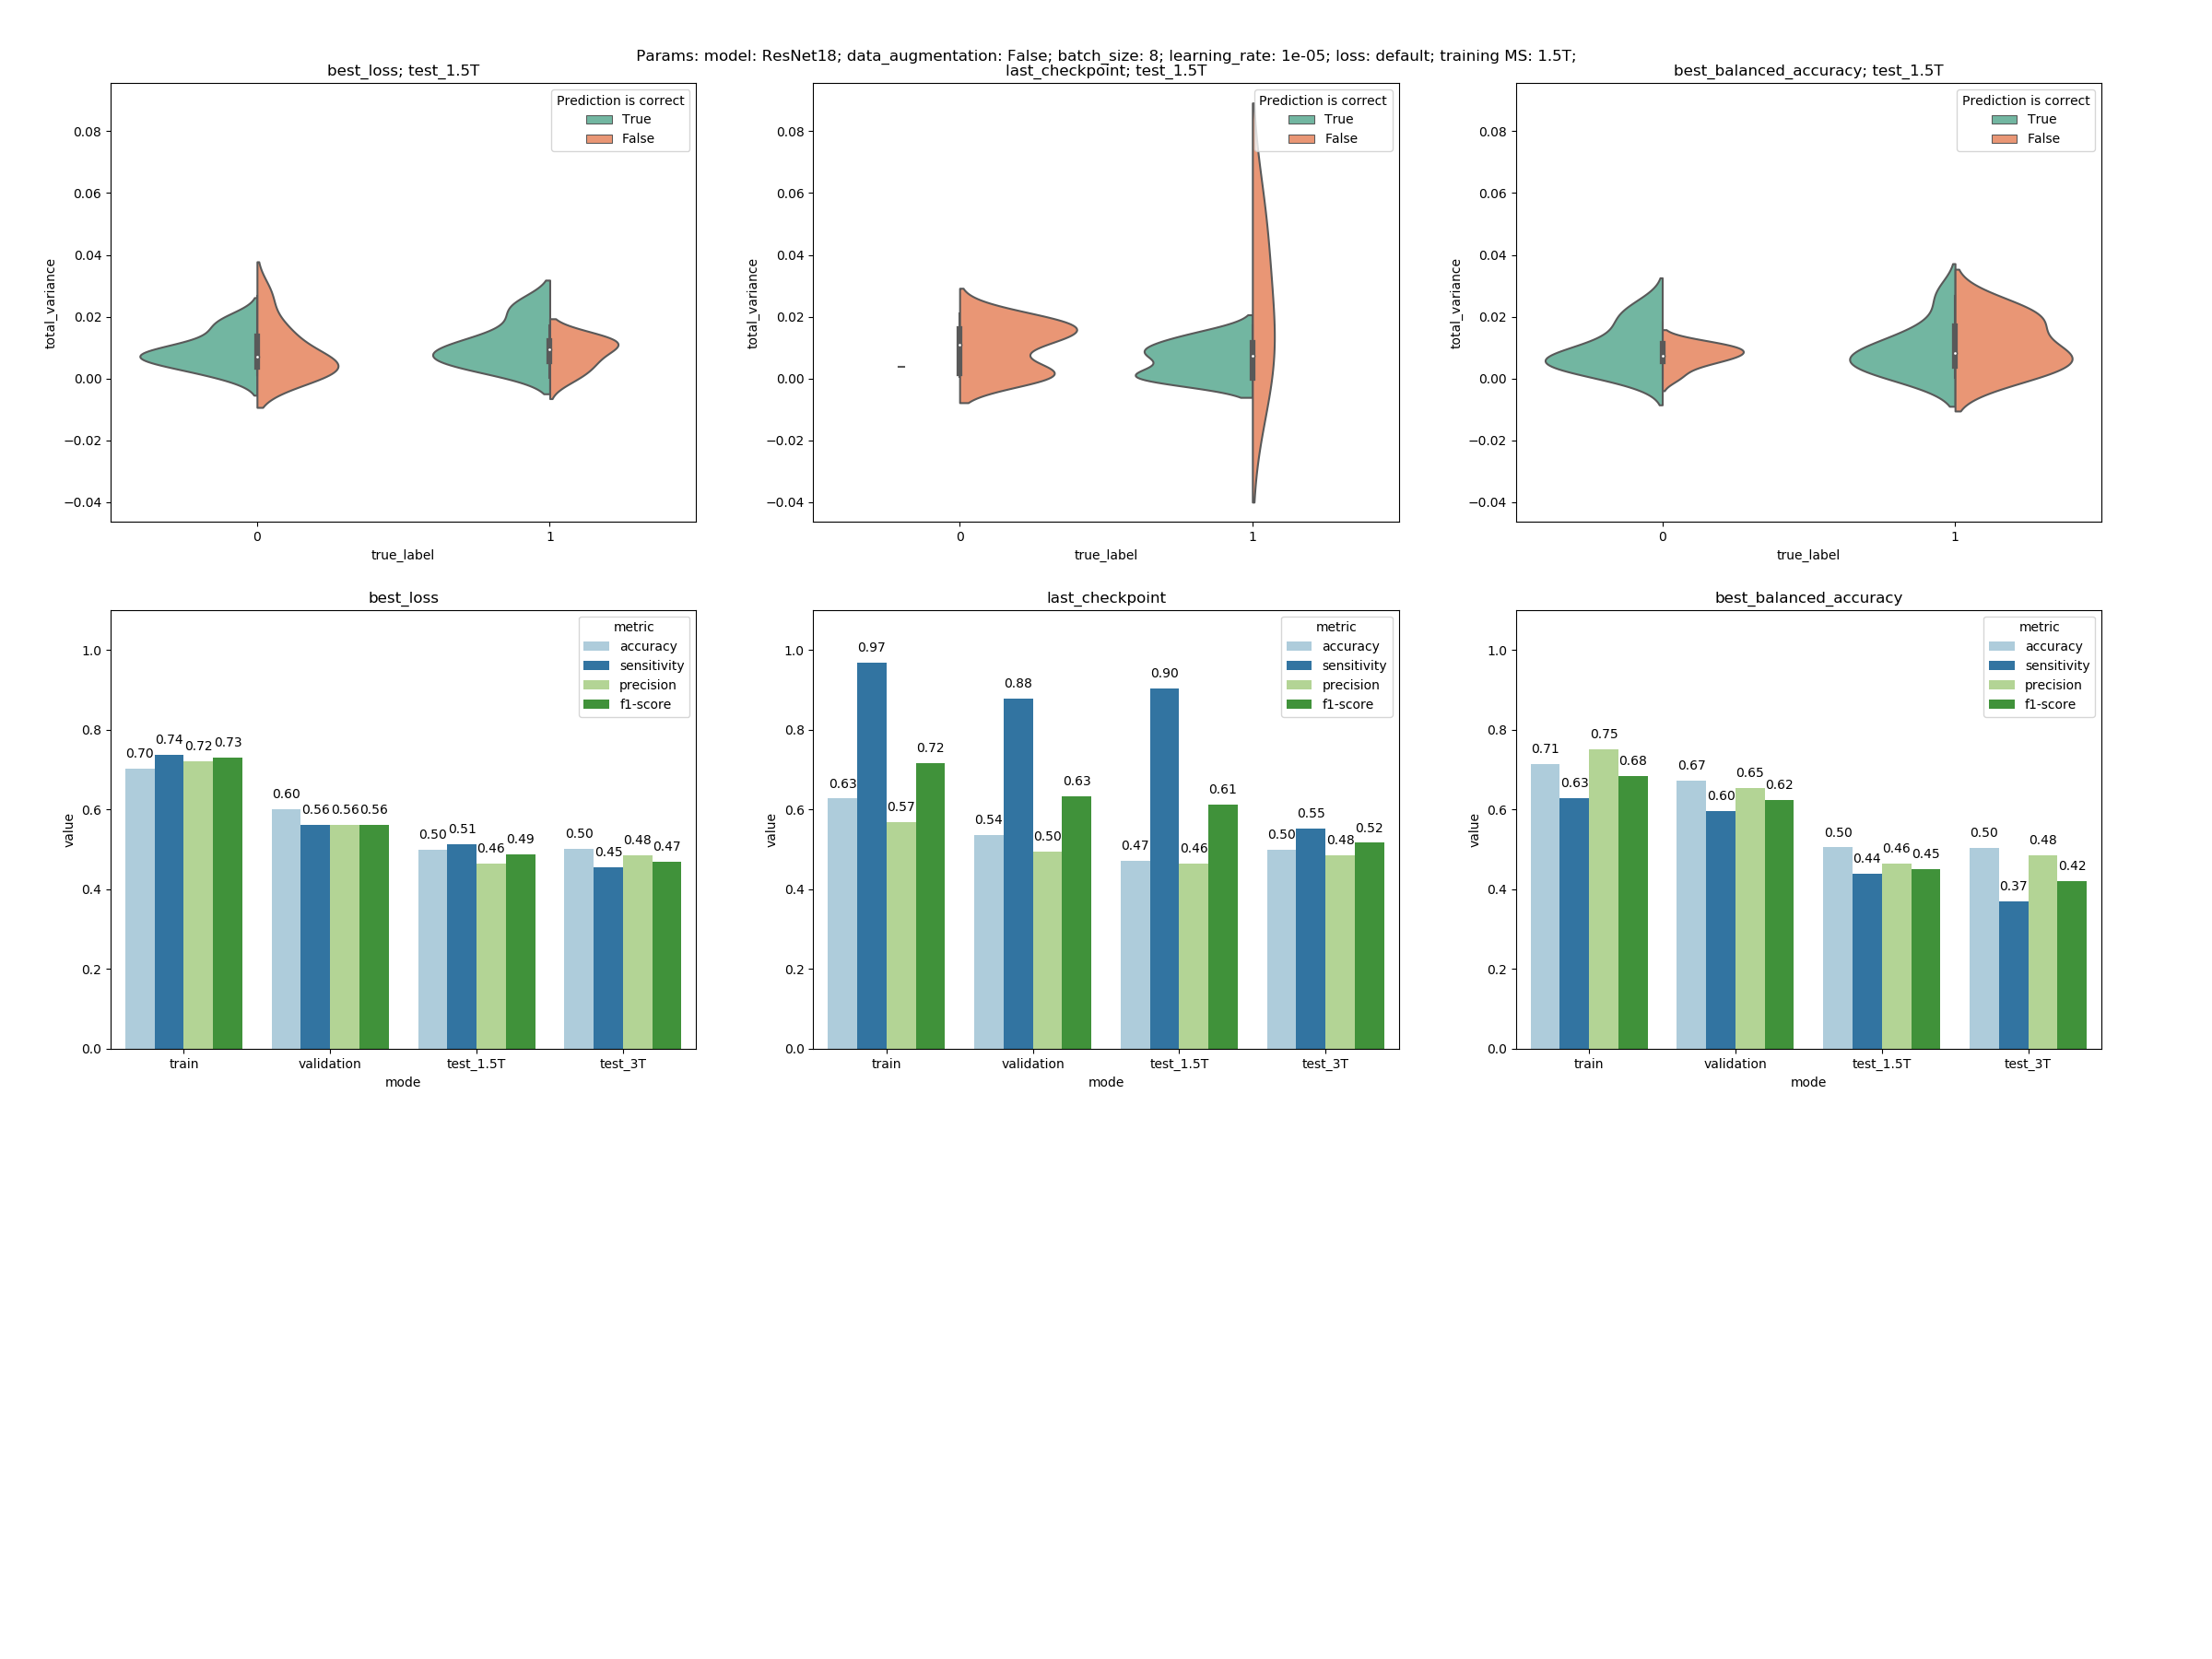 Params: model: ResNet18; data_augmentation: False; batch_size: 8; learning_rate: 1e-05; loss: default; training MS: 1.5T;
best_loss; test_1.5T
Prediction is correct
True
False
0.08
0.06
0.04
0.02
0.00
−0.02
−0.04
total_variance
0 1
true_label
last_checkpoint; test_1.5T
Prediction is correct
True
False
0.08
0.06
0.04
0.02
0.00
−0.02
−0.04
total_variance
0 1
true_label
best_balanced_accuracy; test_1.5T
Prediction is correct
True
False
0.08
0.06
0.04
0.02
0.00
−0.02
−0.04
total_variance
0 1
true_label
best_loss
metric
accuracy
sensitivity
precision
f1-score
1.0
0.8
0.6
0.4
0.2
0.0
value
0.70 0.74 0.72 0.73
0.60 0.56 0.56 0.56
0.50 0.51 0.46 0.49
0.50 0.45 0.48 0.47
train validation test_1.5T test_3T
mode
last_checkpoint
metric
accuracy
sensitivity
precision
f1-score
1.0
0.8
0.6
0.4
0.2
0.0
value
0.63 0.97 0.57 0.72
0.54 0.88 0.50 0.63
0.47 0.90 0.46 0.61
0.50 0.55 0.48 0.52
train validation test_1.5T test_3T
mode
best_balanced_accuracy
metric
accuracy
sensitivity
precision
f1-score
1.0
0.8
0.6
0.4
0.2
0.0
value
0.71 0.63 0.75 0.68
0.67 0.60 0.65 0.62
0.50 0.44 0.46 0.45
0.50 0.37 0.48 0.42
train validation test_1.5T test_3T
mode